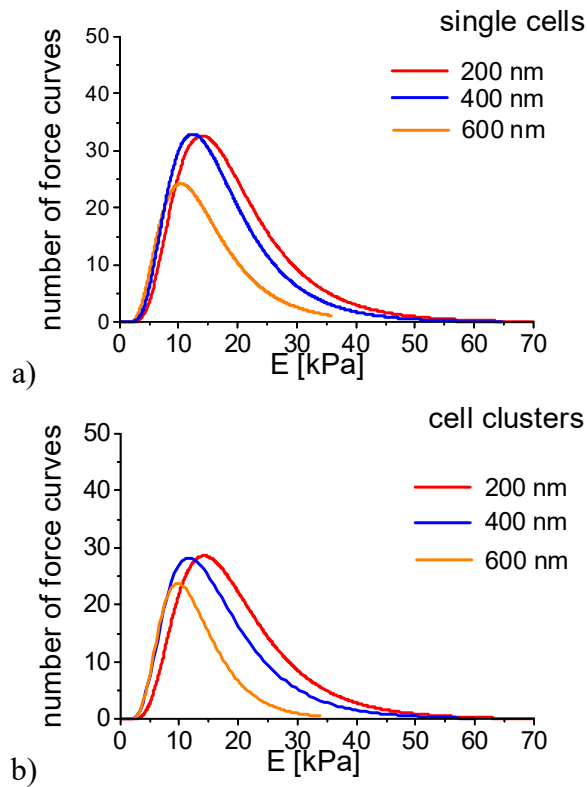 single cells
50
40
30
20
10
0
number of force curves
200 nm
400 nm
600 nm
0 10 20 30 40 50 60 70
E [kPa]
a)
cell clusters
50
40
30
20
10
0
number of force curves
200 nm
400 nm
600 nm
0 10 20 30 40 50 60 70
E [kPa]
b)